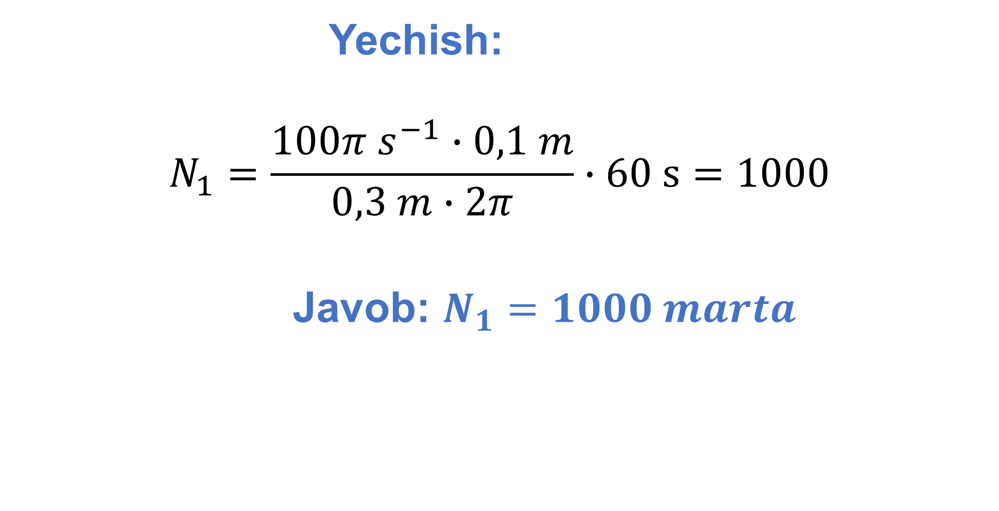 Yechish:
N₁ = (100π s⁻¹ · 0,1 m)/(0,3 m · 2π) · 60 s = 1000
Javob: N₁ = 1000 marta